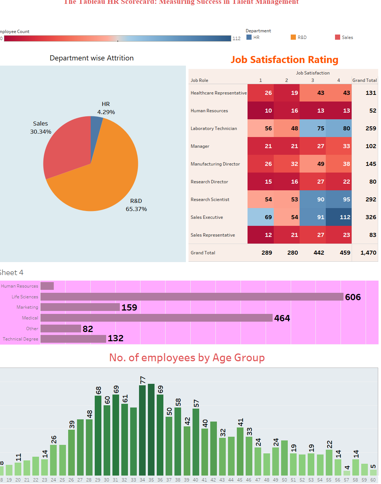 The Tableau HR Scorecard: Measuring Success in Talent Management
Employee Count
112
Department
HR
R&D
Sales
Department wise Attrition
HR
4.29%
Sales
30.34%
R&D
65.37%
Job Satisfaction Rating
Job Satisfaction
Job Role 1 2 3 4 Grand Total
Healthcare Representative 26 19 43 43 131
Human Resources 10 16 13 13 52
Laboratory Technician 56 48 75 80 259
Manager 21 21 27 33 102
Manufacturing Director 26 32 49 38 145
Research Director 15 16 27 22 80
Research Scientist 54 53 90 95 292
Sales Executive 69 54 91 112 326
Sales Representative 12 21 27 23 83
Grand Total 289 280 442 459 1,470
Sheet 4
Human Resources
Life Sciences 606
Marketing 159
Medical 464
Other 82
Technical Degree 132
No. of employees by Age Group
8 11 14 26 39 48 68 60 69 61 77 69 50 58 42 57 40 32 41 33 24 24 19 19 22 14 4 14 5
18 19 20 21 22 23 24 25 26 27 28 29 30 31 32 33 34 35 36 37 38 39 40 41 42 43 44 45 46 47 48 49 50 51 52 53 54 55 56 57 58 59 60